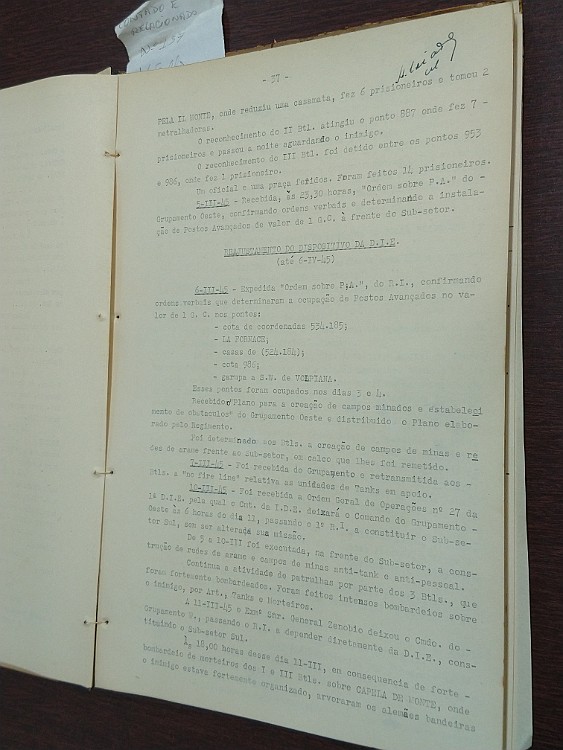 CONTADO E
RELACIONADO
- 37 -
PELA IL MONTE, onde reduziu uma casamata, fez 6 prisioneiros e tomou 2
metralhadoras.
O reconhecimento do II Btl. atingiu o ponto 887 onde fez 7 -
prisioneiros e passou a noite aguardando o inimigo.
O reconhecimento do III Btl. foi detido entre os pontos 953
e 986, onde fez 1 prisioneiro.
Um oficial e uma praça feridos. Foram feitos 14 prisioneiros.
5-III-45 - Recebida, às 23,30 horas, "Ordem sobre P.A." do -
Grupamento Oeste, confirmando ordens verbais e determinando a instala-
ção de Postos Avançados de valor de 1 G.C. à frente do Sub-setor.
REAJUSTAMENTO DO DISPOSITIVO DA D.I.E.
(até 6-IV-45)
6-III-45 - Expedida "Ordem sobre P.A.", do R.I., confirmando
ordens verbais que determinaram a ocupação de Postos Avançados no va-
lor de 1 G. C. nos pontos:
- cota de coordenadas 534.185;
- LA FORNACE;
- casas de (524.184);
- cota 986;
- garupa a S.W. de VOLPIANA.
Esses pontos foram ocupados nos dias 3 e 4.
Recebido "Plano para a creação de campos minados e estabeleci
mento de obstaculos" do Grupamento Oeste e distribuido o Plano elabo-
rado pelo Regimento.
Foi determinado aos Btls. a creação de campos de minas e re
des de arame frente ao Sub-setor, os calco que lhes foi remetido.
7-III-45 - Foi recebida do Grupamento e retransmitida aos -
Btls. a "no fire line" relativa as unidades de Tanks em apoio.
10-III-45 - Foi recebida a Ordem Geral de Operações nº 27 da
1ª D.I.E. pela qual o Cmt. da I.D.E. deixará o Comando do Grupamento -
Oeste às 6 horas do dia 11, passando o 1º R.I. a constituir o Sub-se-
tor Sul, sem ser alterada sua missão.
De 5 a 10-III foi executada, na frente do Sub-setor, a cons-
trução de redes de arame e campos de minas anti-tank e anti-pessoal.
Continua a atividade de patrulhas por parte dos 3 Btls., que
foram fortemente bombardeados. Foram feitos intensos bombardeios sobre
o inimigo, por Art., Tanks e Morteiros.
A 11-III-45 o Exmº Snr. General Zenobio deixou o Cmdo. do -
Grupamento W., passando o R.I. a depender diretamente da D.I.E., cons-
tituindo o Sub-setor Sul.
18,00 horas desse dia 11-III, em consequencia de forte -
bombardeio de morteiros dos I e III Btls. sobre CAPELA DE MONTE, onde
o inimigo estava fortemente organizado, arvoraram os alemães bandeiras